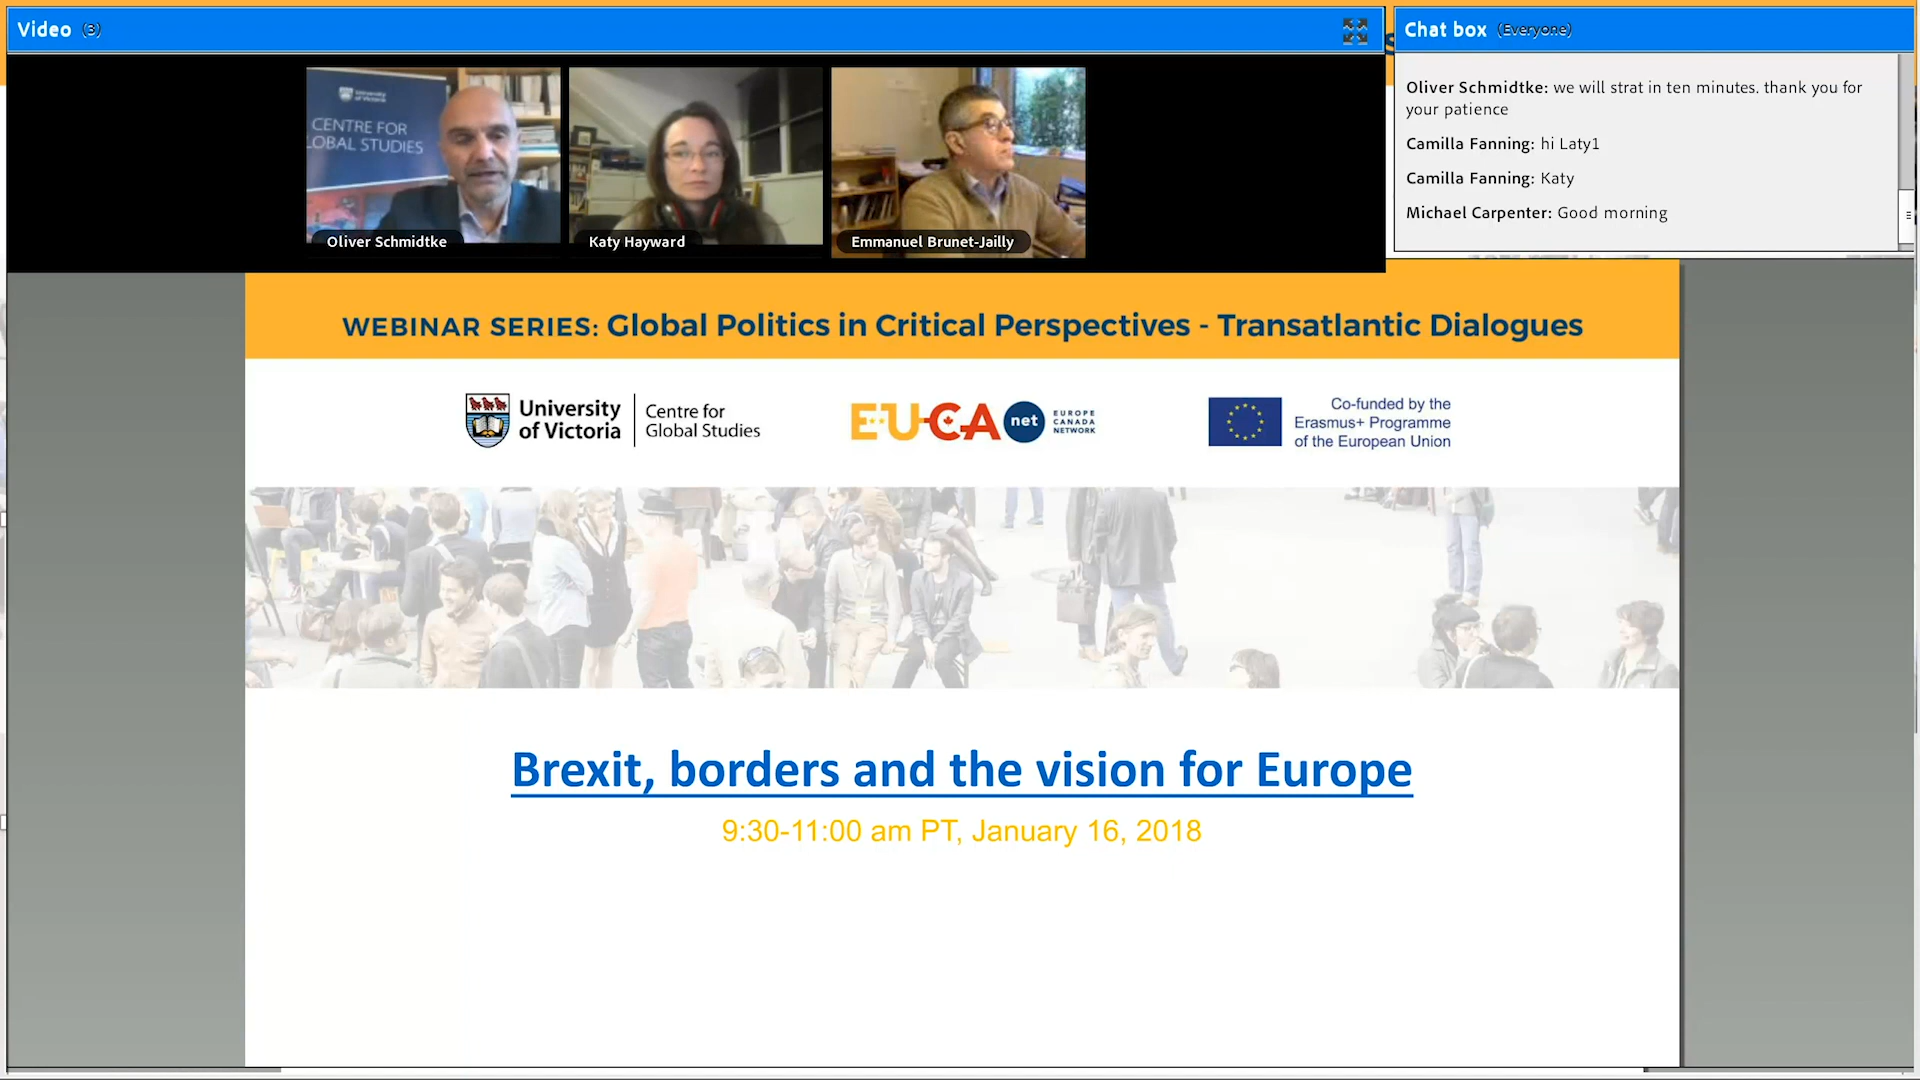 Video (3)
Chat box (Everyone)
University
of Victoria
CENTRE FOR
LOBAL STUDIES
Oliver Schmidtke
Katy Hayward
Emmanuel Brunet-Jailly
Oliver Schmidtke: we will strat in ten minutes. thank you for
your patience
Camilla Fanning: hi Laty1
Camilla Fanning: Katy
Michael Carpenter: Good morning
WEBINAR SERIES: Global Politics in Critical Perspectives - Transatlantic Dialogues
University
of Victoria
Centre for
Global Studies
EUCA net
EUROPE
CANADA
NETWORK
Co-funded by the
Erasmus+ Programme
of the European Union
Brexit, borders and the vision for Europe
9:30-11:00 am PT, January 16, 2018